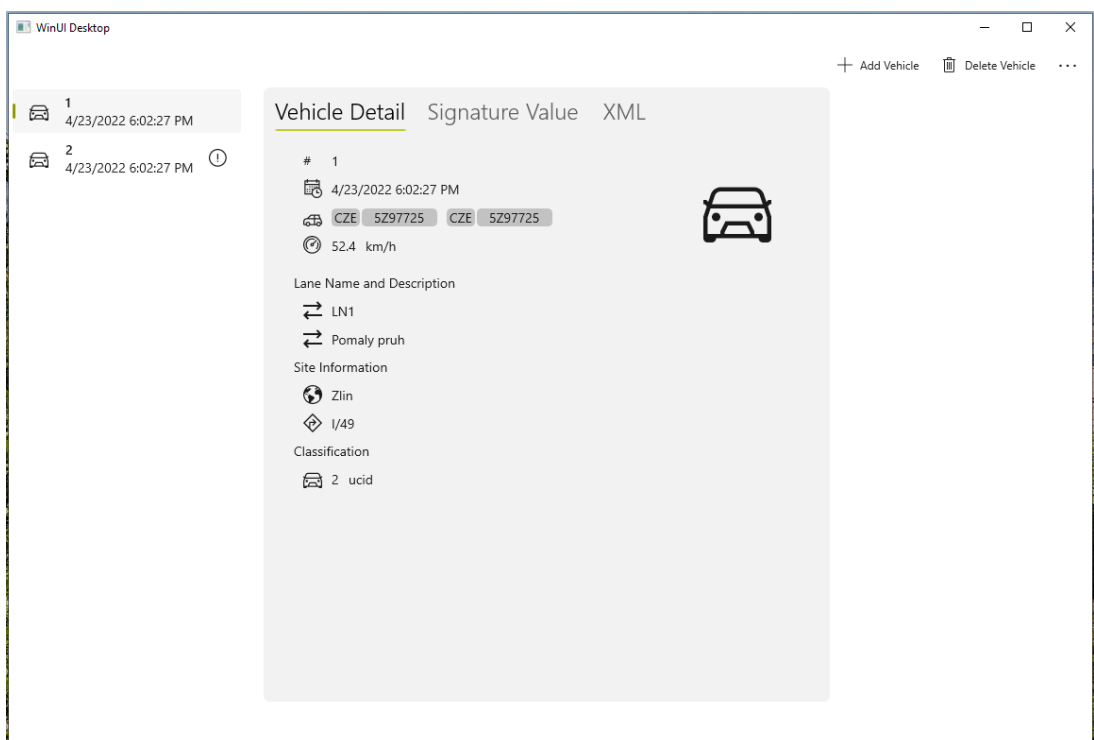 WinUI Desktop
Add Vehicle Delete Vehicle ...
1
4/23/2022 6:02:27 PM
2
4/23/2022 6:02:27 PM
Vehicle Detail Signature Value XML
# 1
4/23/2022 6:02:27 PM
CZE 5Z97725 CZE 5Z97725
52.4 km/h
Lane Name and Description
LN1
Pomaly pruh
Site Information
Zlin
I/49
Classification
2 ucid